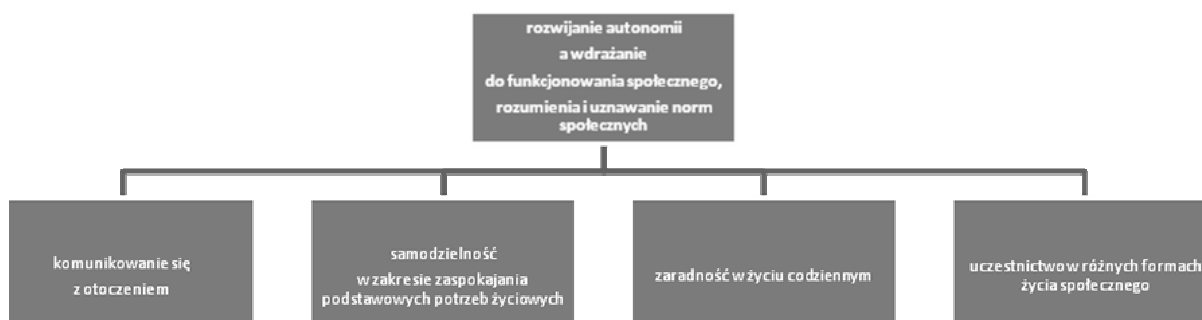 rozwijanie autonomii
a wdrażanie
do funkcjonowania społecznego,
rozumienia i uznawanie norm
społecznych
komunikowanie się
z otoczeniem
samodzielność
w zakresie zaspokajania
podstawowych potrzeb życiowych
zaradność w życiu codziennym
uczestnictwo w różnych formach
życia społecznego